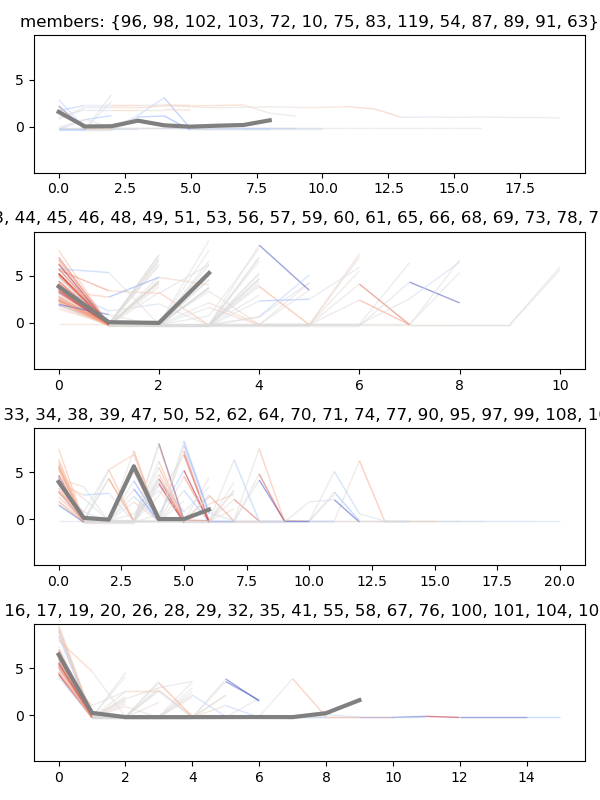 members: {96, 98, 102, 103, 72, 10, 75, 83, 119, 54, 87, 89, 91, 63}
5
0
0.0 2.5 5.0 7.5 10.0 12.5 15.0 17.5
44, 45, 46, 48, 49, 51, 53, 56, 57, 59, 60, 61, 65, 66, 68, 69, 73, 78, 7
5
0
0 2 4 6 8 10
33, 34, 38, 39, 47, 50, 52, 62, 64, 70, 71, 74, 77, 90, 95, 97, 99, 108, 1
5
0
0.0 2.5 5.0 7.5 10.0 12.5 15.0 17.5 20.0
16, 17, 19, 20, 26, 28, 29, 32, 35, 41, 55, 58, 67, 76, 100, 101, 104, 10
5
0
0 2 4 6 8 10 12 14